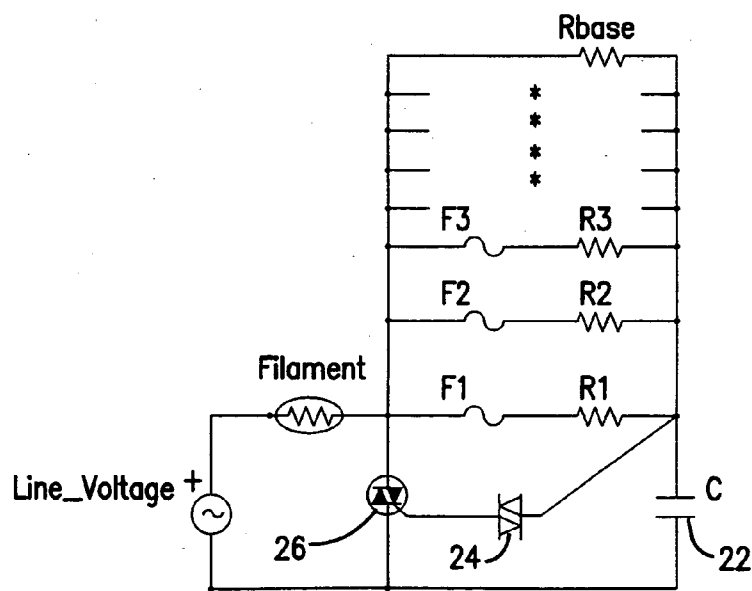 Rbase
*
*
*
*
F3 R3
F2 R2
Filament
F1 R1
Line_Voltage +
C
26
24
22